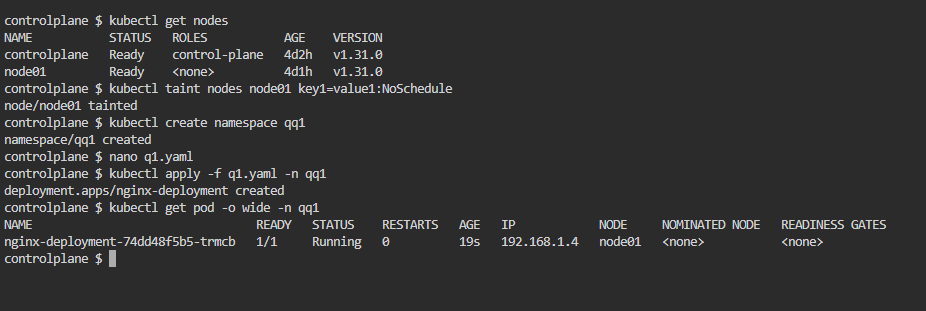 controlplane $ kubectl get nodes
NAME STATUS ROLES AGE VERSION
controlplane Ready control-plane 4d2h v1.31.0
node01 Ready <none> 4d1h v1.31.0
controlplane $ kubectl taint nodes node01 key1=value1:NoSchedule
node/node01 tainted
controlplane $ kubectl create namespace qq1
namespace/qq1 created
controlplane $ nano q1.yaml
controlplane $ kubectl apply -f q1.yaml -n qq1
deployment.apps/nginx-deployment created
controlplane $ kubectl get pod -o wide -n qq1
NAME READY STATUS RESTARTS AGE IP NODE NOMINATED NODE READINESS GATES
nginx-deployment-74dd48f5b5-trmcb 1/1 Running 0 19s 192.168.1.4 node01 <none> <none>
controlplane $